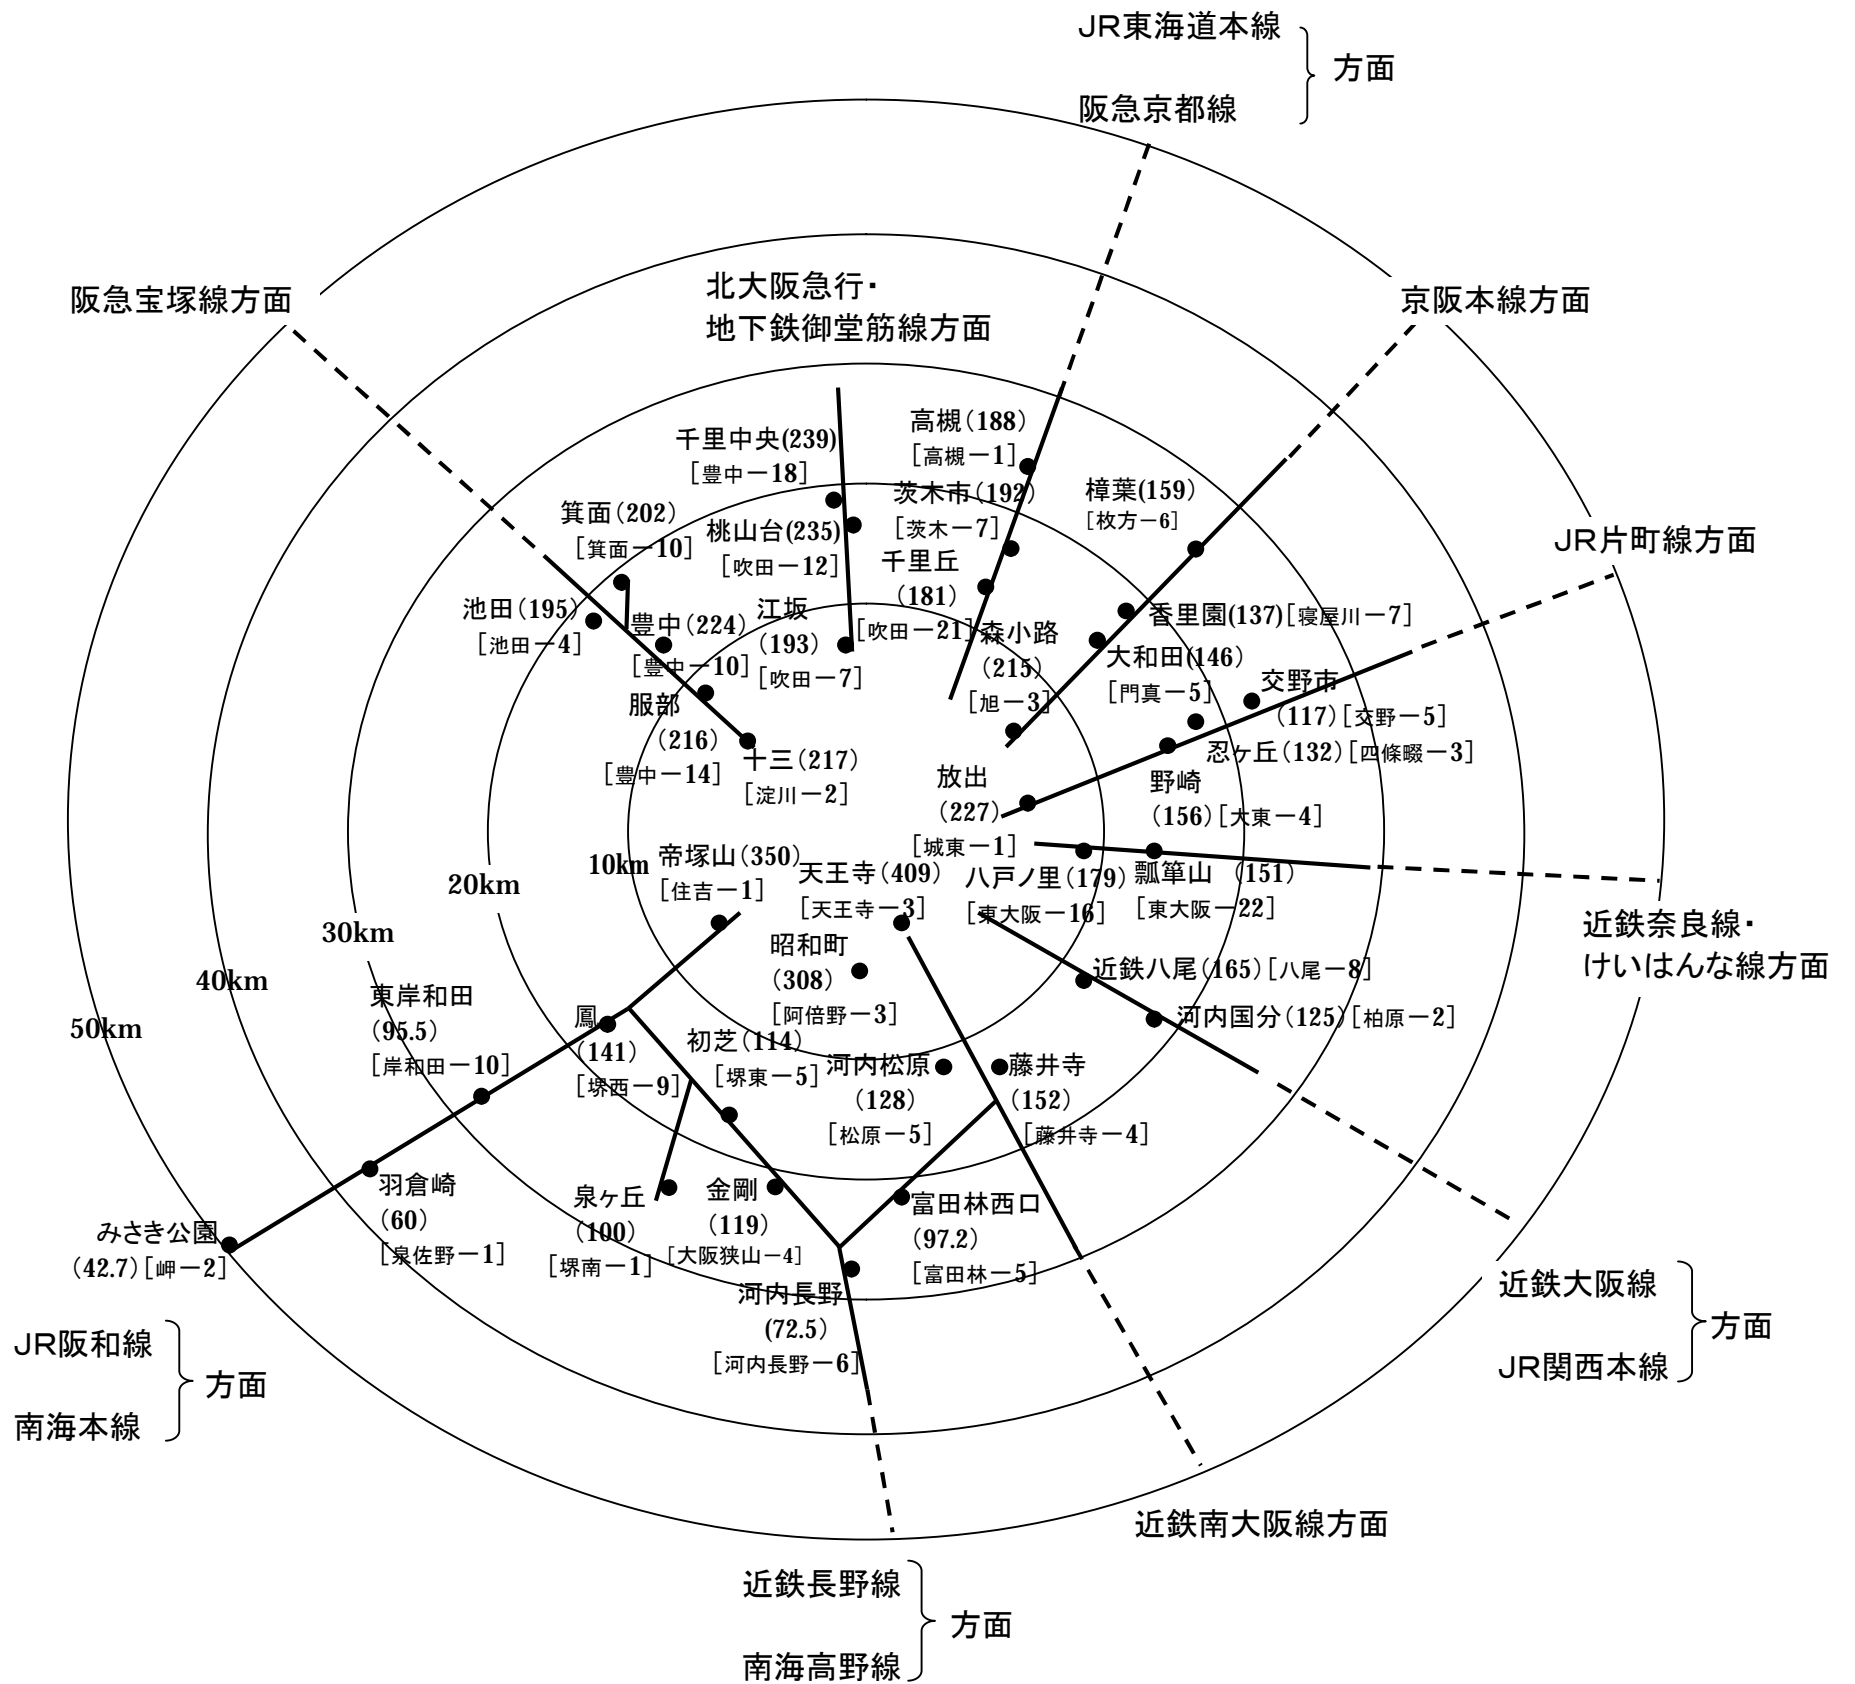 JR東海道本線
方面
阪急京都線
阪急宝塚線方面
北大阪急行・
地下鉄御堂筋線方面
京阪本線方面
JR片町線方面
千里中央(239)
[豊中－18]
高槻(188)
[高槻－1]
茨木市(192)
[茨木－7]
樟葉(159)
[枚方－6]
箕面(202)
[箕面－10]
桃山台(235)
[吹田－12]
千里丘
(181)
[吹田－21]
池田(195)
[池田－4]
豊中(224)
[豊中－10]
江坂
(193)
[吹田－7]
森小路
(215)
[旭－3]
香里園(137)[寝屋川－7]
大和田(146)
[門真－5]
交野市
(117)[交野－5]
忍ヶ丘(132)[四條畷－3]
服部
(216)
[豊中－14]
十三(217)
[淀川－2]
放出
(227)
[城東－1]
野崎
(156)[大東－4]
10km
20km
30km
40km
50km
帝塚山(350)
[住吉－1]
天王寺(409)
[天王寺－3]
八戸ノ里(179)
[東大阪－16]
瓢箪山 (151)
[東大阪－22]
近鉄奈良線・
けいはんな線方面
昭和町
(308)
[阿倍野－3]
近鉄八尾(165)[八尾－8]
河内国分(125)[柏原－2]
東岸和田
(95.5)
[岸和田－10]
鳳
(141)
[堺西－9]
初芝(114)
[堺東－5]
河内松原
(128)
[松原－5]
藤井寺
(152)
[藤井寺－4]
羽倉崎
(60)
[泉佐野－1]
泉ヶ丘
(100)
[堺南－1]
金剛
(119)
[大阪狭山－4]
富田林西口
(97.2)
[富田林－5]
みさき公園
(42.7)[岬－2]
河内長野
(72.5)
[河内長野－6]
JR阪和線
方面
南海本線
近鉄大阪線
方面
JR関西本線
近鉄南大阪線方面
近鉄長野線
方面
南海高野線